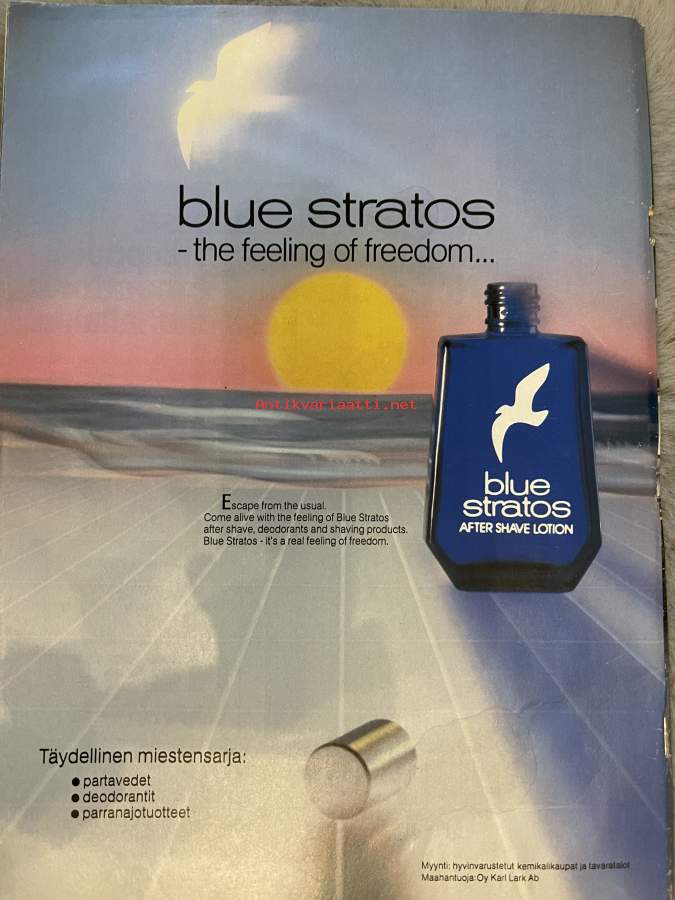 blue stratos
- the feeling of freedom...
Antikvariaatti.net
blue
stratos
AFTER SHAVE LOTION
Escape from the usual.
Come alive with the feeling of Blue Stratos
after shave, deodorants and shaving products.
Blue Stratos - it's a real feeling of freedom.
Täydellinen miestensarja:
● partavedet
● deodorantit
● parranajotuotteet
Myynti: hyvinvarustetut kemikalikaupat ja tavaratalot
Maahantuoja: Oy Karl Lark Ab